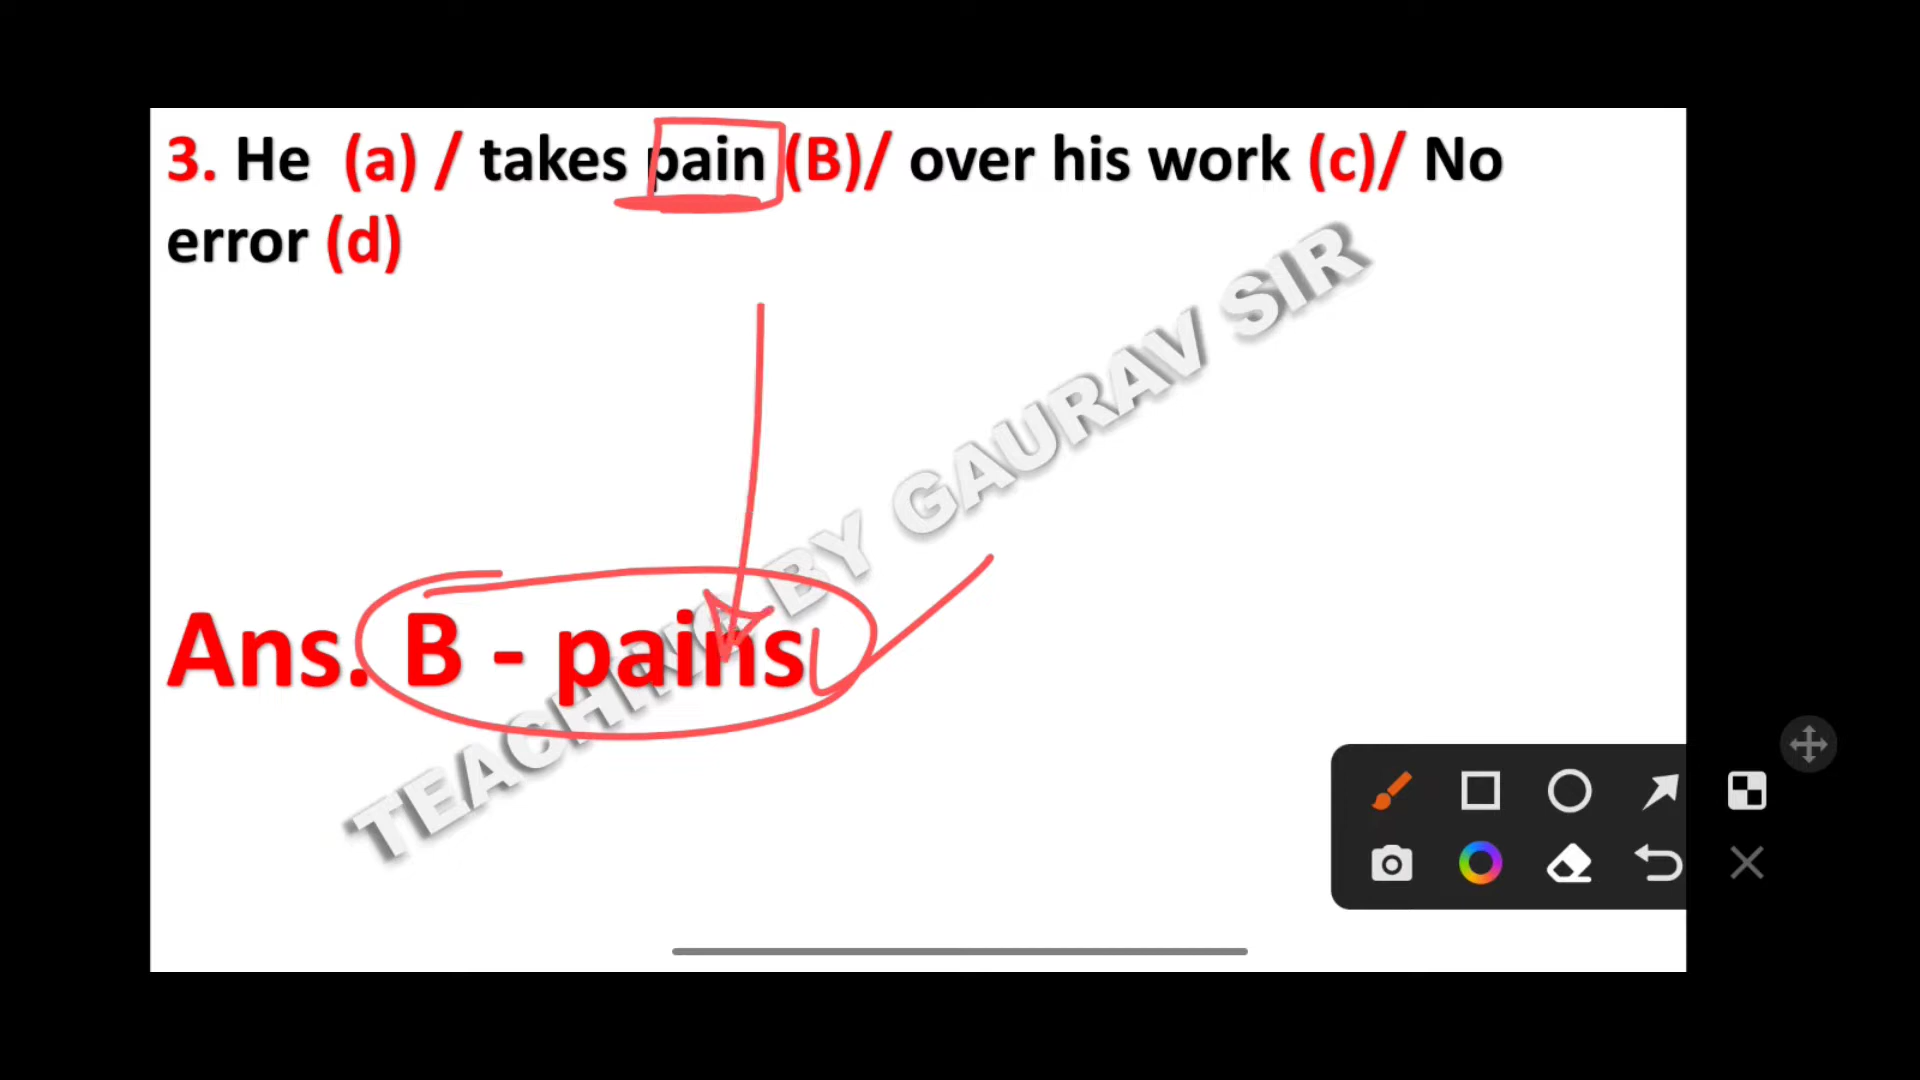 3. He (a) / takes pain (B)/ over his work (c)/ No
error (d)
TEACHING BY GAURAV SIR
Ans. B - pains